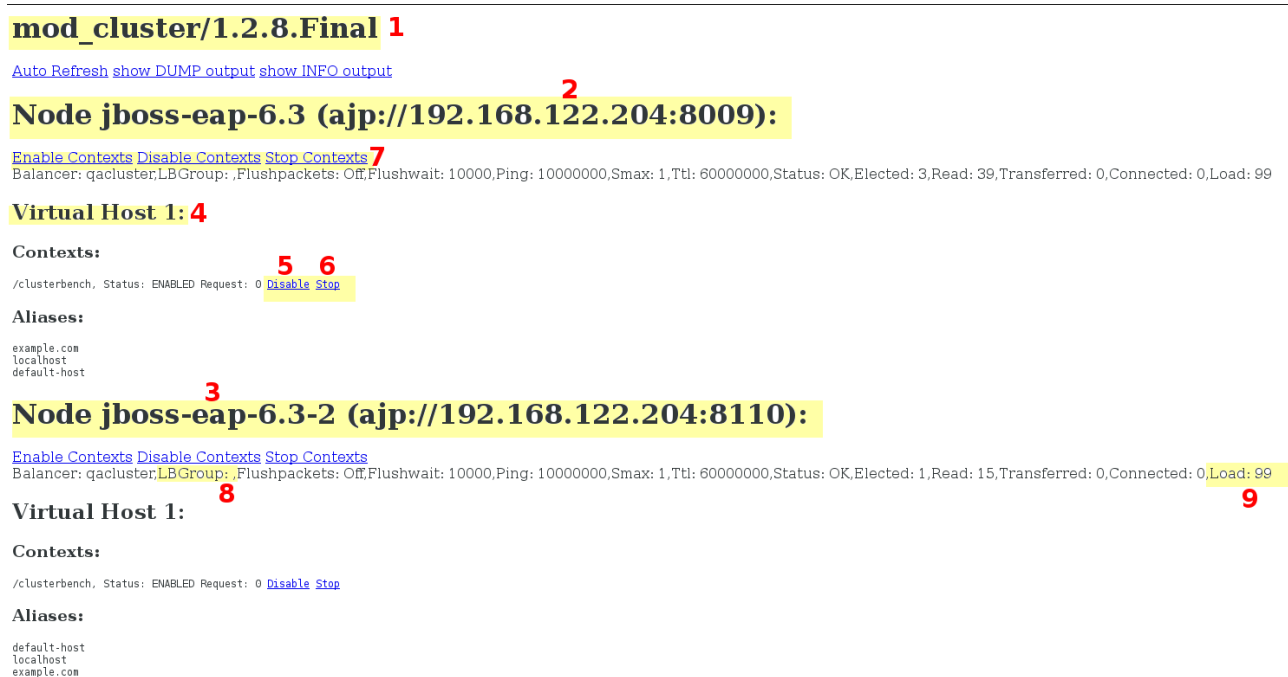 mod_cluster/1.2.8.Final 1
Auto Refresh show DUMP output show INFO output
2
Node jboss-eap-6.3 (ajp://192.168.122.204:8009):
Enable Contexts Disable Contexts Stop Contexts 7
Balancer: qacluster,LBGroup: ,Flushpackets: Off,Flushwait: 10000,Ping: 10000000,Smax: 1,Ttl: 60000000,Status: OK,Elected: 3,Read: 39,Transferred: 0,Connected: 0,Load: 99
Virtual Host 1: 4
Contexts:
5 6
/clusterbench, Status: ENABLED Request: 0 Disable Stop
Aliases:
example.com
localhost
default-host
3
Node jboss-eap-6.3-2 (ajp://192.168.122.204:8110):
Enable Contexts Disable Contexts Stop Contexts
Balancer: qacluster,LBGroup: ,Flushpackets: Off,Flushwait: 10000,Ping: 10000000,Smax: 1,Ttl: 60000000,Status: OK,Elected: 1,Read: 15,Transferred: 0,Connected: 0,Load: 99
8 9
Virtual Host 1:
Contexts:
/clusterbench, Status: ENABLED Request: 0 Disable Stop
Aliases:
default-host
localhost
example.com